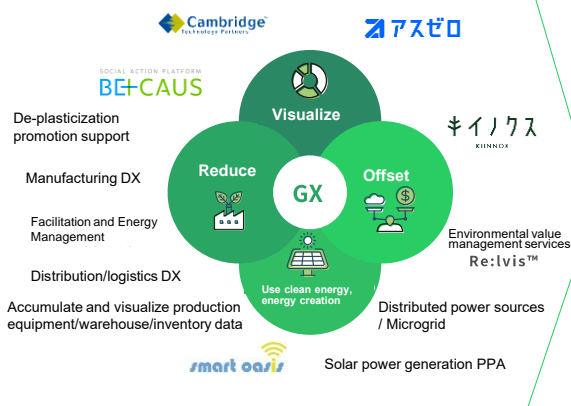 Cambridge™
Technology Partners
アスゼロ
SOCIAL ACTION PLATFORM
BE+CAUS
Visualize
De-plasticization
promotion support
キイノクス
KIINNOX
Reduce
Offset
Manufacturing DX
GX
$
Facilitation and Energy
Management
Environmental value
management services
Re:lvis™
Distribution/logistics DX
Use clean energy,
energy creation
Accumulate and visualize production
equipment/warehouse/inventory data
Distributed power sources
/ Microgrid
smart oasis
Solar power generation PPA